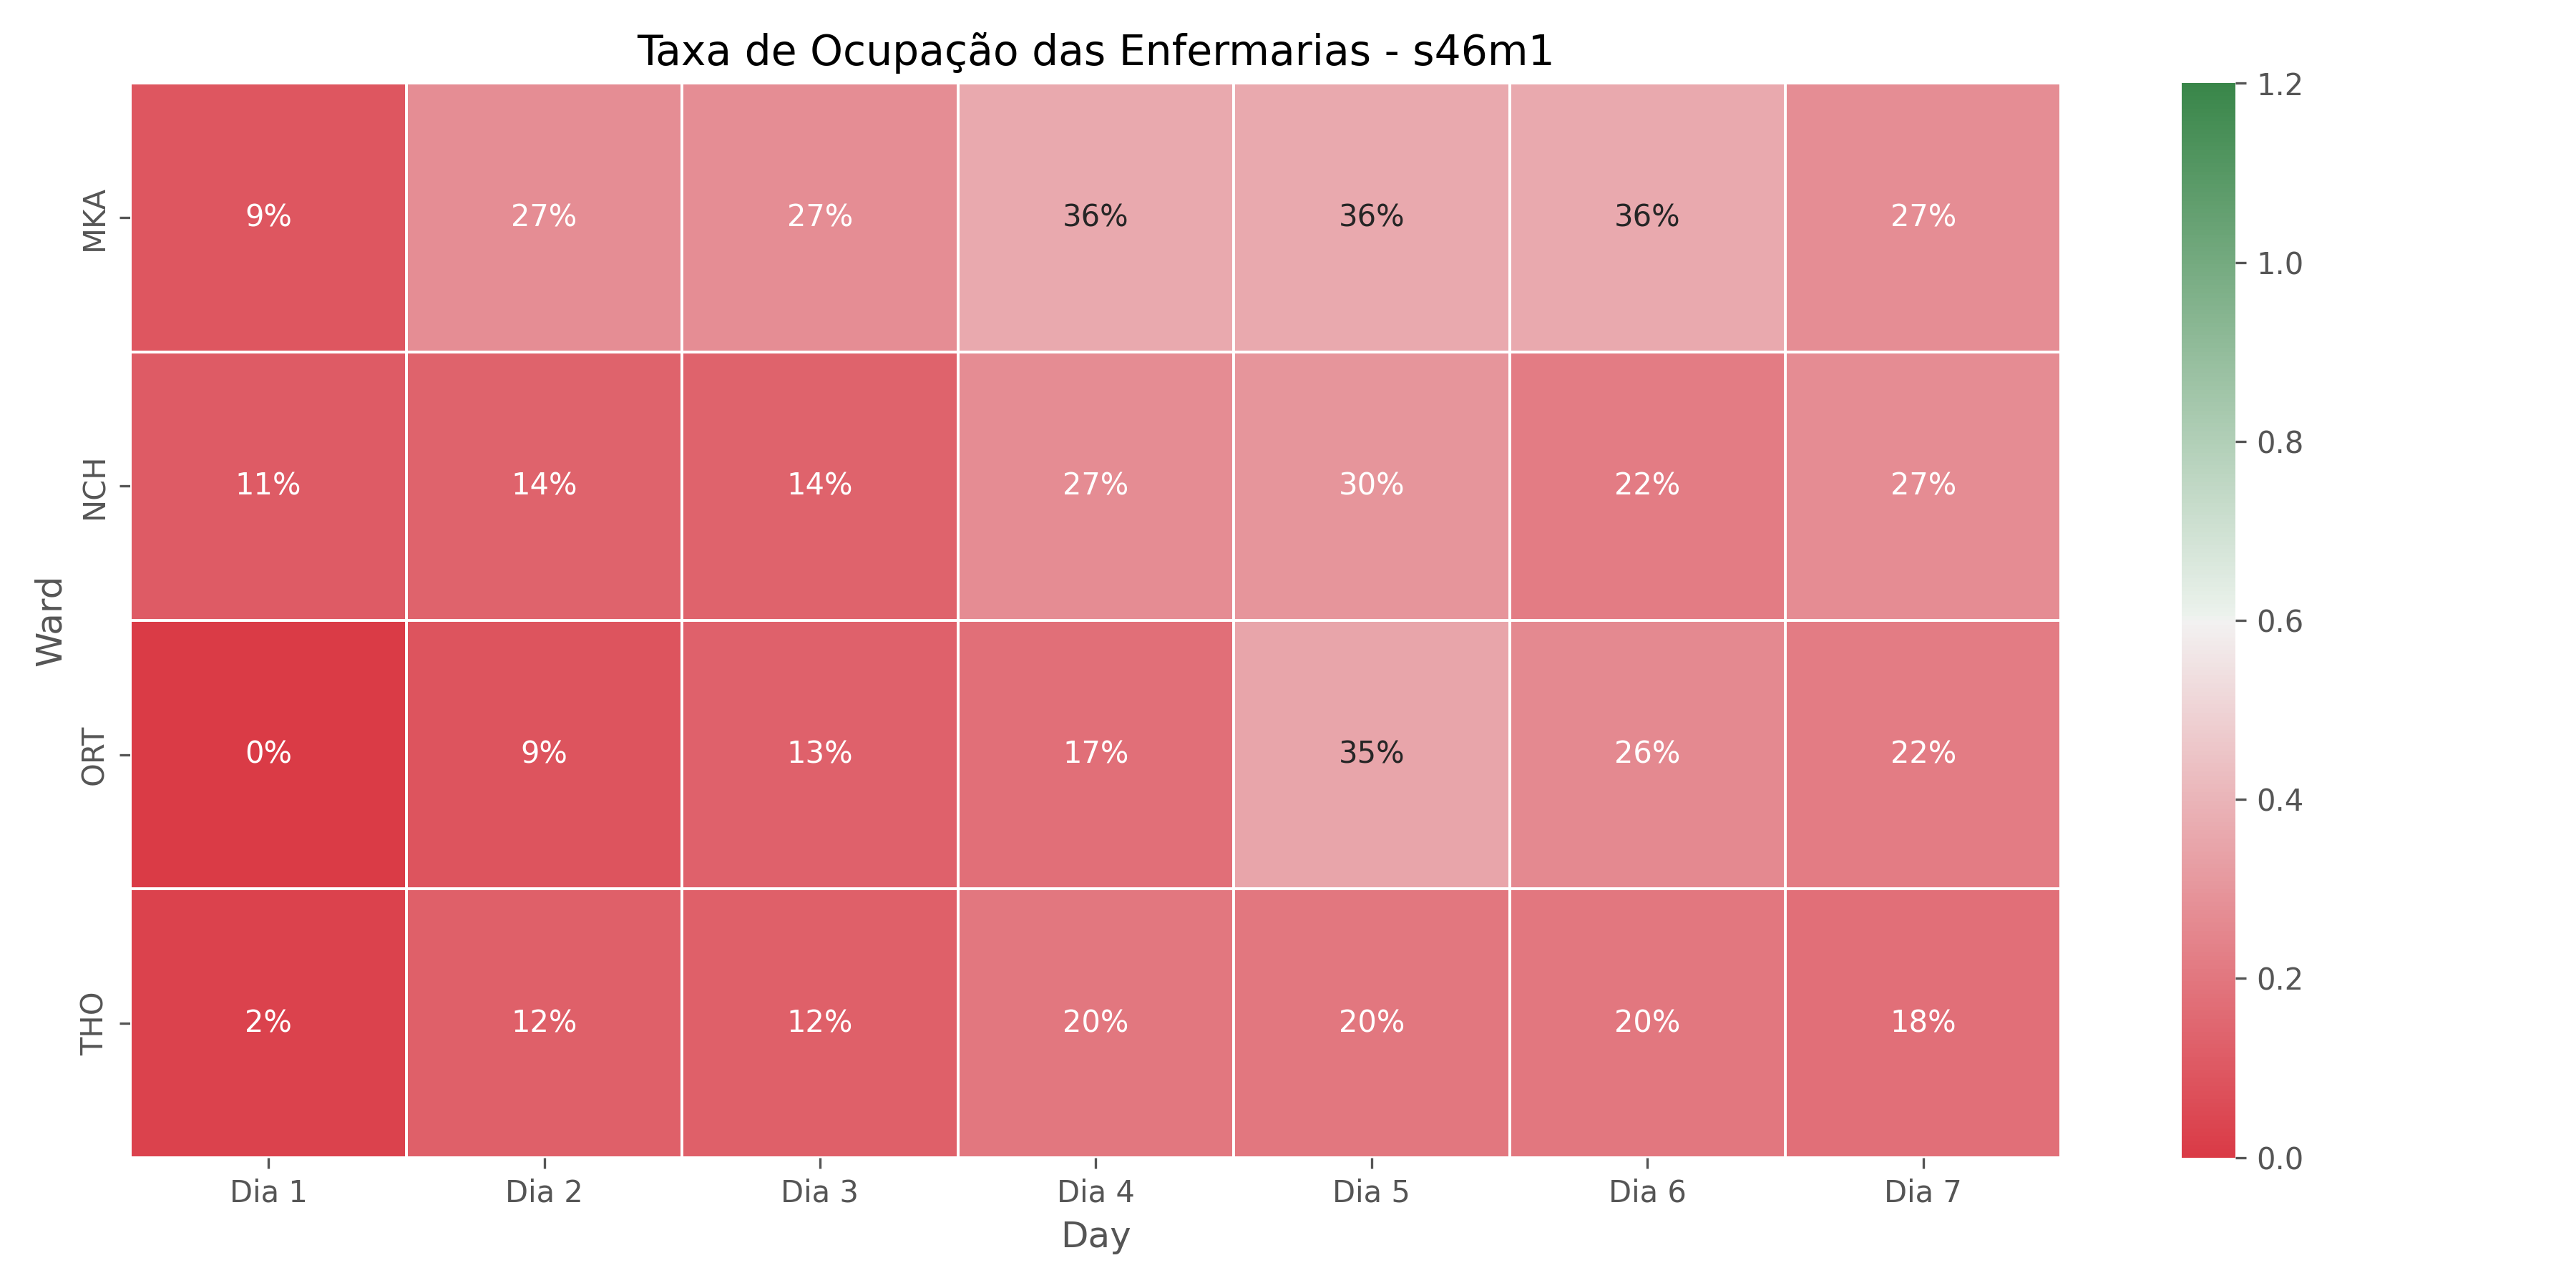 Taxa de Ocupação das Enfermarias - s46m1
Ward
MKA
9% 27% 27% 36% 36% 36% 27%
NCH
11% 14% 14% 27% 30% 22% 27%
ORT
0% 9% 13% 17% 35% 26% 22%
THO
2% 12% 12% 20% 20% 20% 18%
Dia 1 Dia 2 Dia 3 Dia 4 Dia 5 Dia 6 Dia 7
Day
1.2
1.0
0.8
0.6
0.4
0.2
0.0